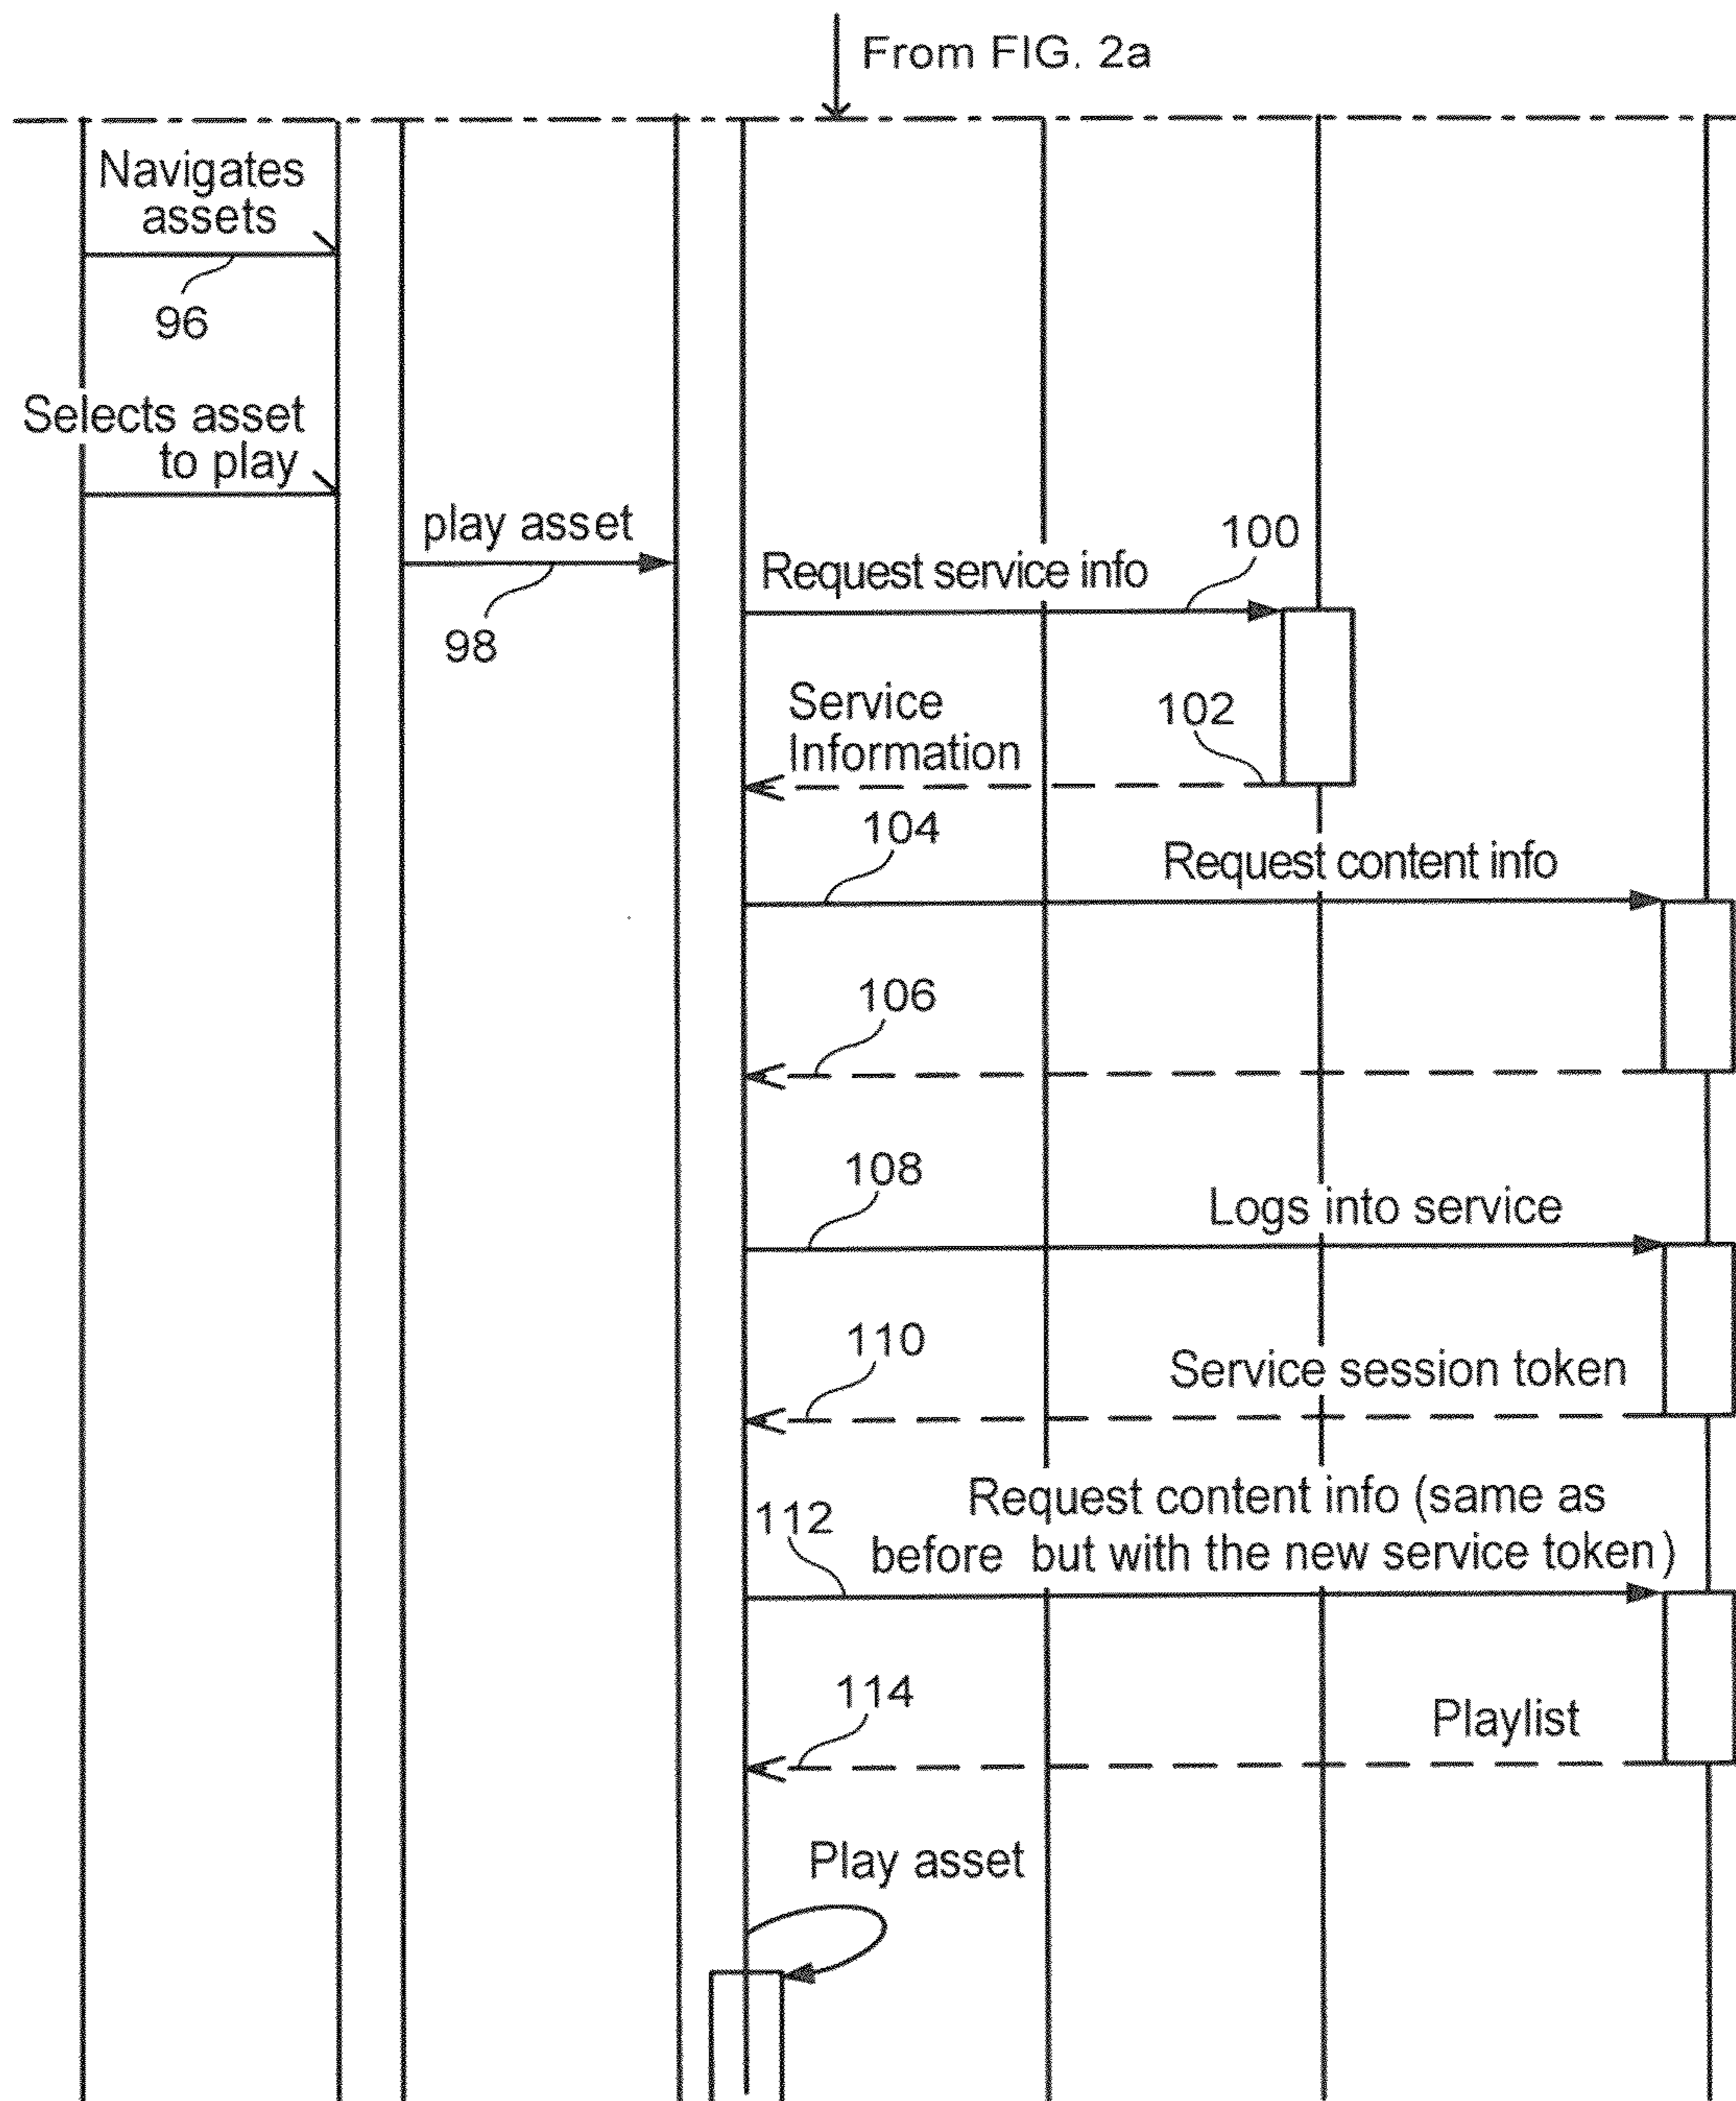 From FIG. 2a
Navigates
assets
96
Selects asset
to play
play asset
98
Request service info
100
Service
Information
102
104
Request content info
106
108
Logs into service
110
Service session token
Request content info (same as
before but with the new service token)
112
114
Playlist
Play asset